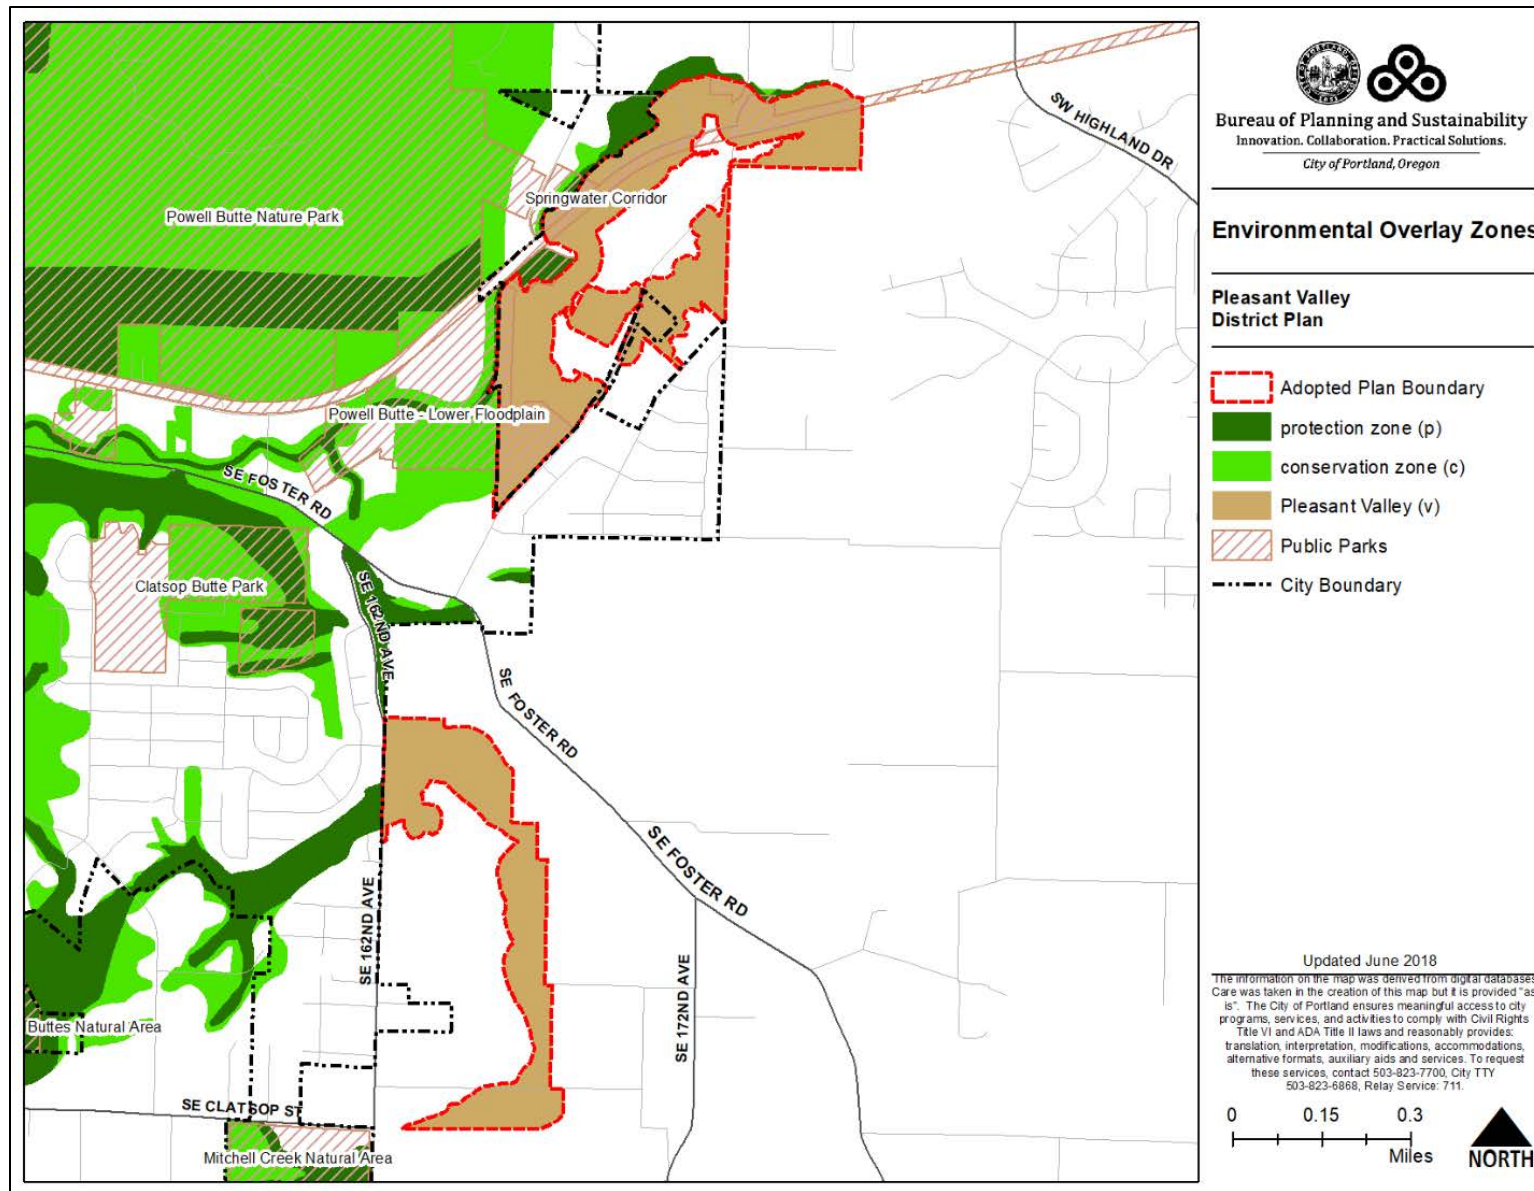 Bureau of Planning and Sustainability
Innovation. Collaboration. Practical Solutions.
City of Portland, Oregon
Environmental Overlay Zones
Pleasant Valley
District Plan
Adopted Plan Boundary
protection zone (p)
conservation zone (c)
Pleasant Valley (v)
Public Parks
City Boundary
SW HIGHLAND DR
Springwater Corridor
Powell Butte Nature Park
Powell Butte - Lower Floodplain
SE FOSTER RD
Clatsop Butte Park
SE 162ND AVE
SE FOSTER RD
SE FOSTER RD
SE 162ND AVE
SE 172ND AVE
Buttes Natural Area
SE CLATSOP ST
Mitchell Creek Natural Area
Updated June 2018
The information on the map was derived from digital databases
Care was taken in the creation of this map but it is provided "as
is". The City of Portland ensures meaningful access to city
programs, services, and activities to comply with Civil Rights
Title VI and ADA Title II laws and reasonably provides:
translation, interpretation, modifications, accommodations,
alternative formats, auxiliary aids and services. To request
these services, contact 503-823-7700, City TTY
503-823-6868, Relay Service: 711.
0 0.15 0.3
Miles
NORTH